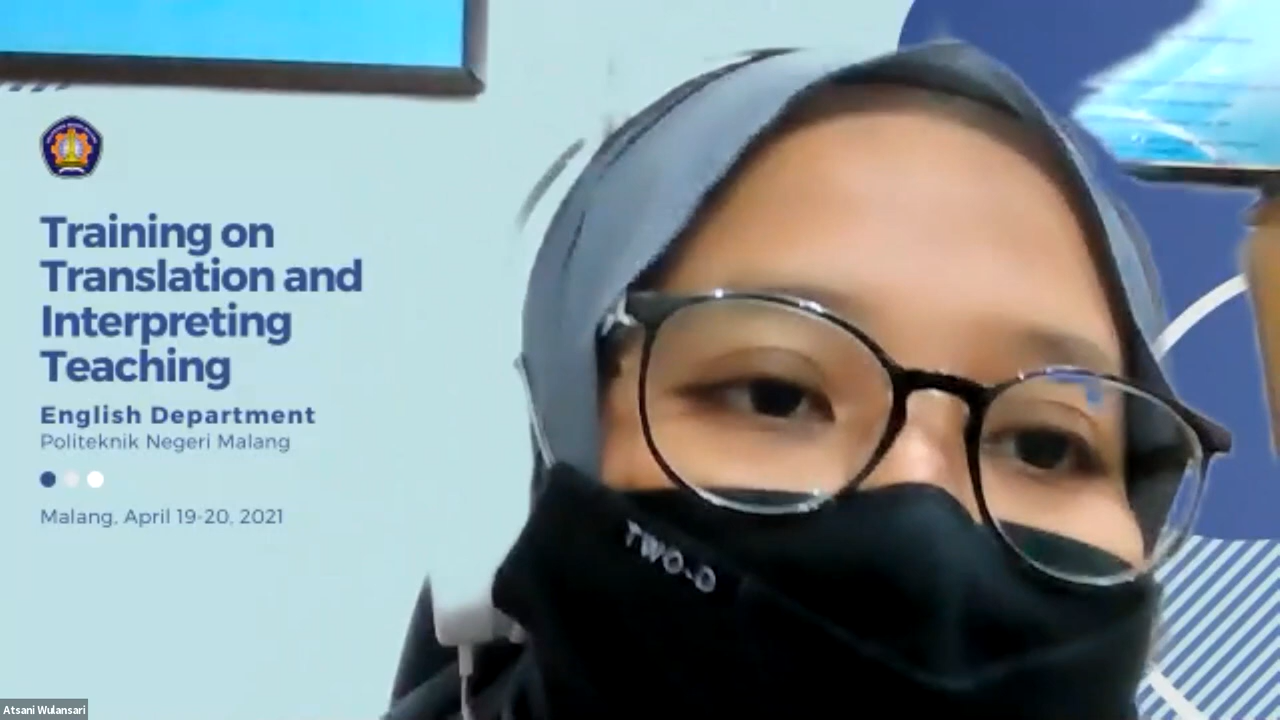 Training on
Translation and
Interpreting
Teaching
English Department
Politeknik Negeri Malang
Malang, April 19-20, 2021
TWO-O
Atsani Wulansari